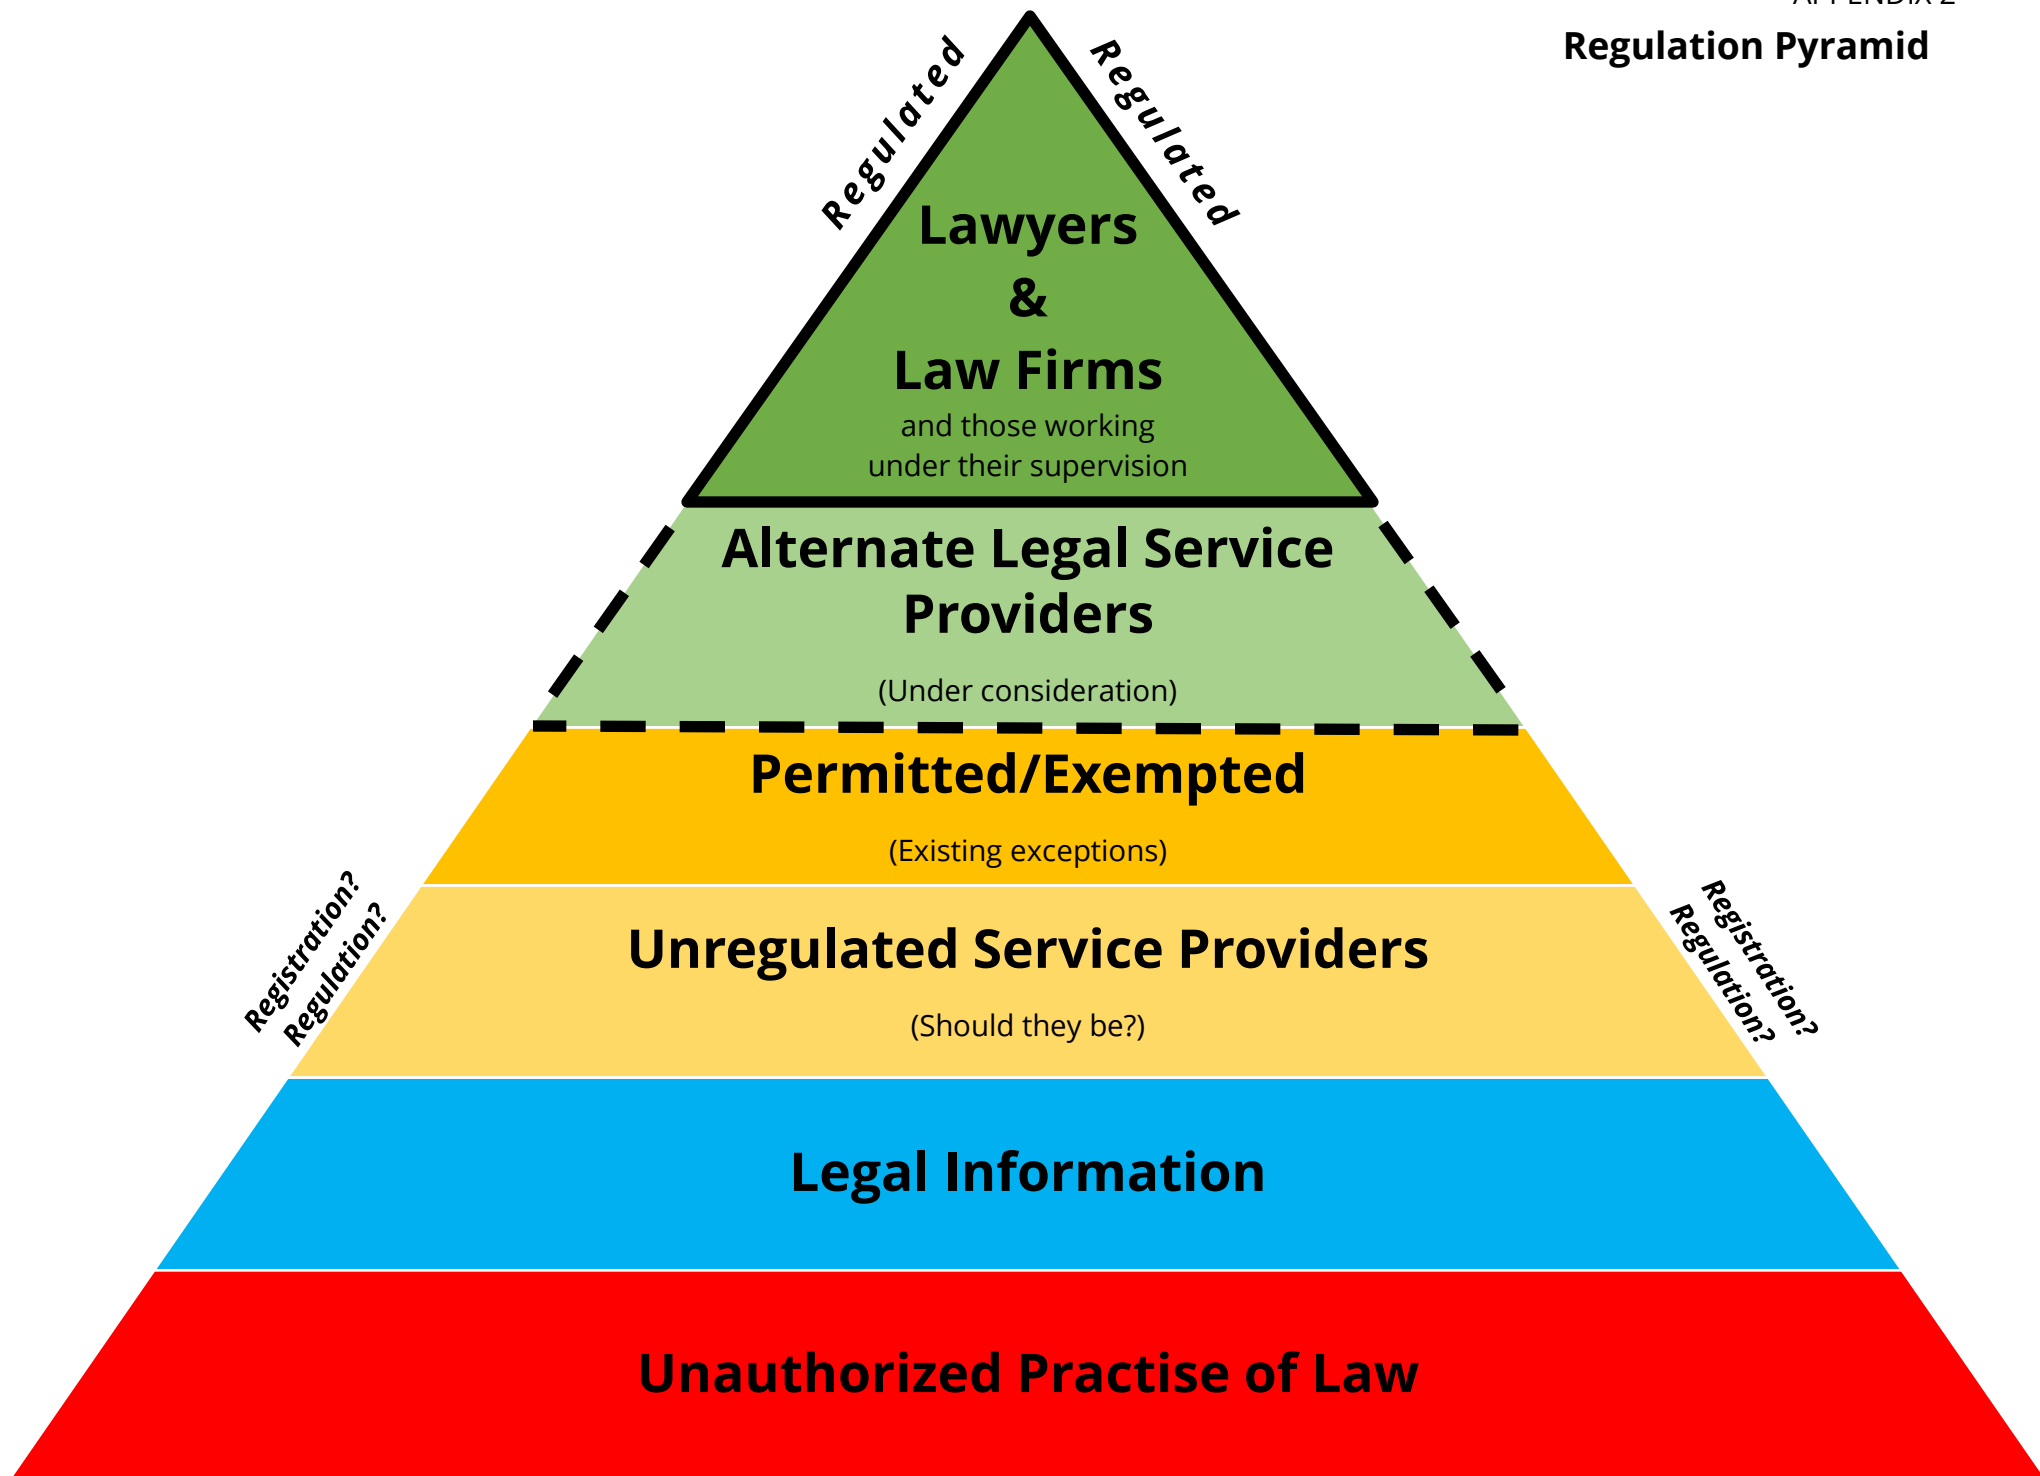 APPENDIX 2
Regulation Pyramid
Regulated
Regulated
Lawyers
&
Law Firms
and those working
under their supervision
Alternate Legal Service
Providers
(Under consideration)
Permitted/Exempted
(Existing exceptions)
Registration?
Regulation?
Registration?
Regulation?
Unregulated Service Providers
(Should they be?)
Legal Information
Unauthorized Practise of Law